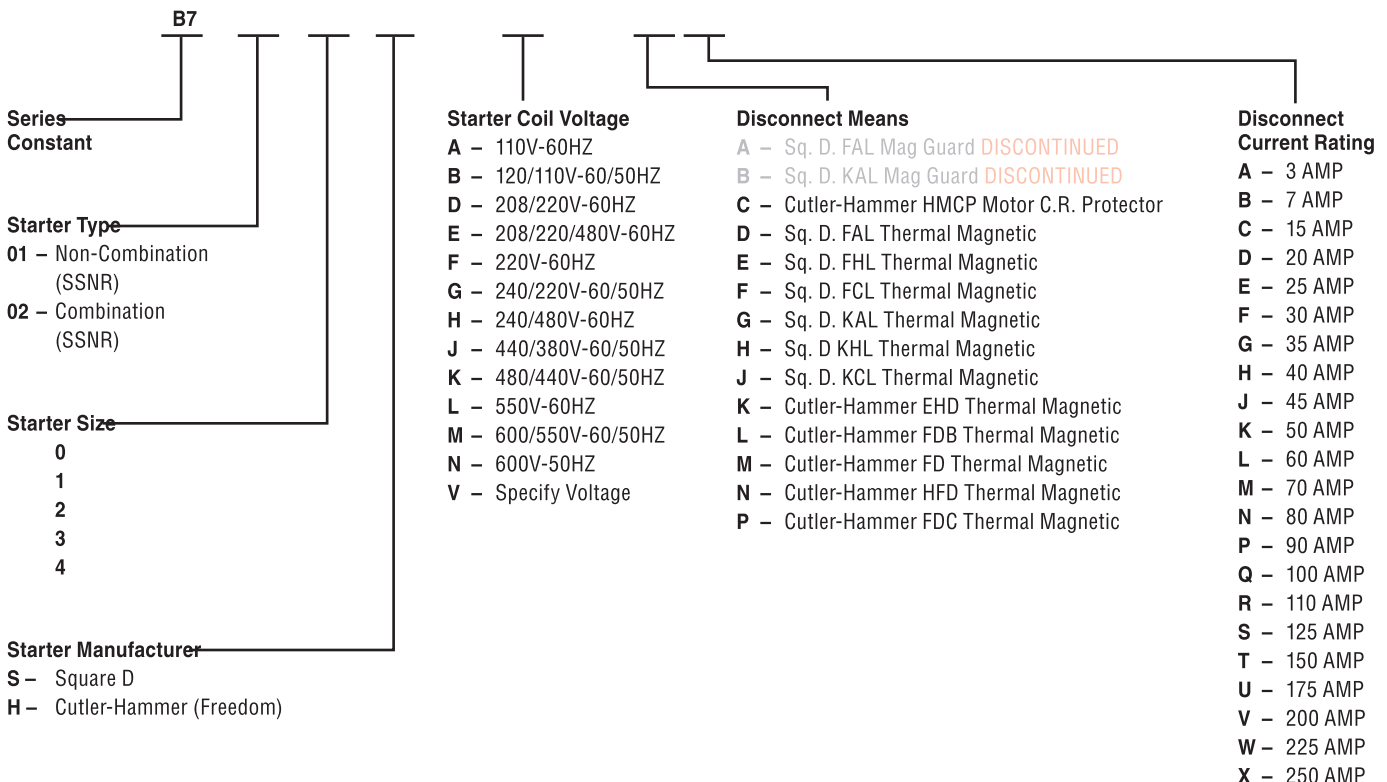 B7
Series
Constant
Starter Type
01 – Non-Combination
(SSNR)
02 – Combination
(SSNR)
Starter Size
0
1
2
3
4
Starter Manufacturer
S – Square D
H – Cutler-Hammer (Freedom)
Starter Coil Voltage
A – 110V-60HZ
B – 120/110V-60/50HZ
D – 208/220V-60HZ
E – 208/220/480V-60HZ
F – 220V-60HZ
G – 240/220V-60/50HZ
H – 240/480V-60HZ
J – 440/380V-60/50HZ
K – 480/440V-60/50HZ
L – 550V-60HZ
M – 600/550V-60/50HZ
N – 600V-50HZ
V – Specify Voltage
Disconnect Means
A – Sq. D. FAL Mag Guard DISCONTINUED
B – Sq. D. KAL Mag Guard DISCONTINUED
C – Cutler-Hammer HMCP Motor C.R. Protector
D – Sq. D. FAL Thermal Magnetic
E – Sq. D. FHL Thermal Magnetic
F – Sq. D. FCL Thermal Magnetic
G – Sq. D. KAL Thermal Magnetic
H – Sq. D KHL Thermal Magnetic
J – Sq. D. KCL Thermal Magnetic
K – Cutler-Hammer EHD Thermal Magnetic
L – Cutler-Hammer FDB Thermal Magnetic
M – Cutler-Hammer FD Thermal Magnetic
N – Cutler-Hammer HFD Thermal Magnetic
P – Cutler-Hammer FDC Thermal Magnetic
Disconnect
Current Rating
A – 3 AMP
B – 7 AMP
C – 15 AMP
D – 20 AMP
E – 25 AMP
F – 30 AMP
G – 35 AMP
H – 40 AMP
J – 45 AMP
K – 50 AMP
L – 60 AMP
M – 70 AMP
N – 80 AMP
P – 90 AMP
Q – 100 AMP
R – 110 AMP
S – 125 AMP
T – 150 AMP
U – 175 AMP
V – 200 AMP
W – 225 AMP
X – 250 AMP